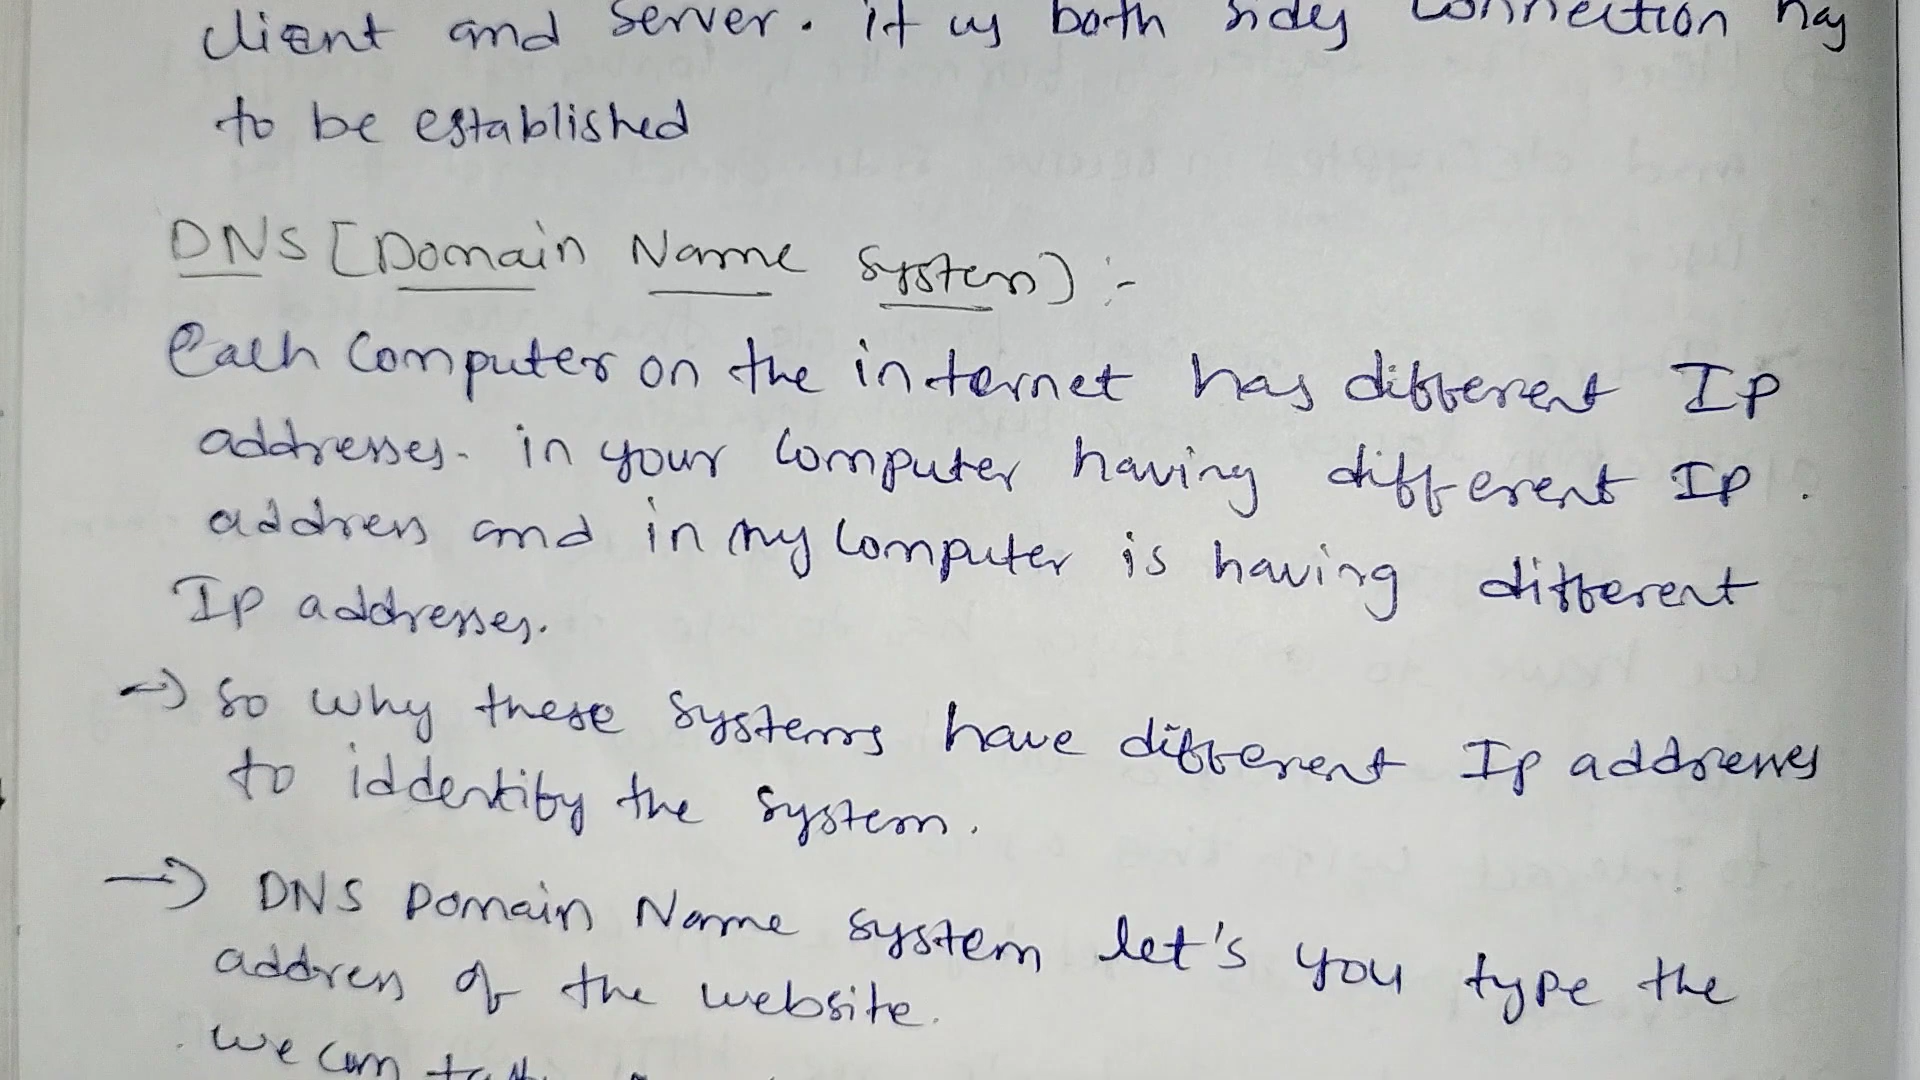 client and server. it is both sides connection has
to be established
DNS [Domain Name System] :-
Each computer on the internet has different IP
addresses. in your computer having different IP.
address and in my computer is having different
IP addresses.
→ So why these systems have different Ip addresses
to iddentify the system.
→ DNS Domain Name System let's you type the
address of the website.
we can